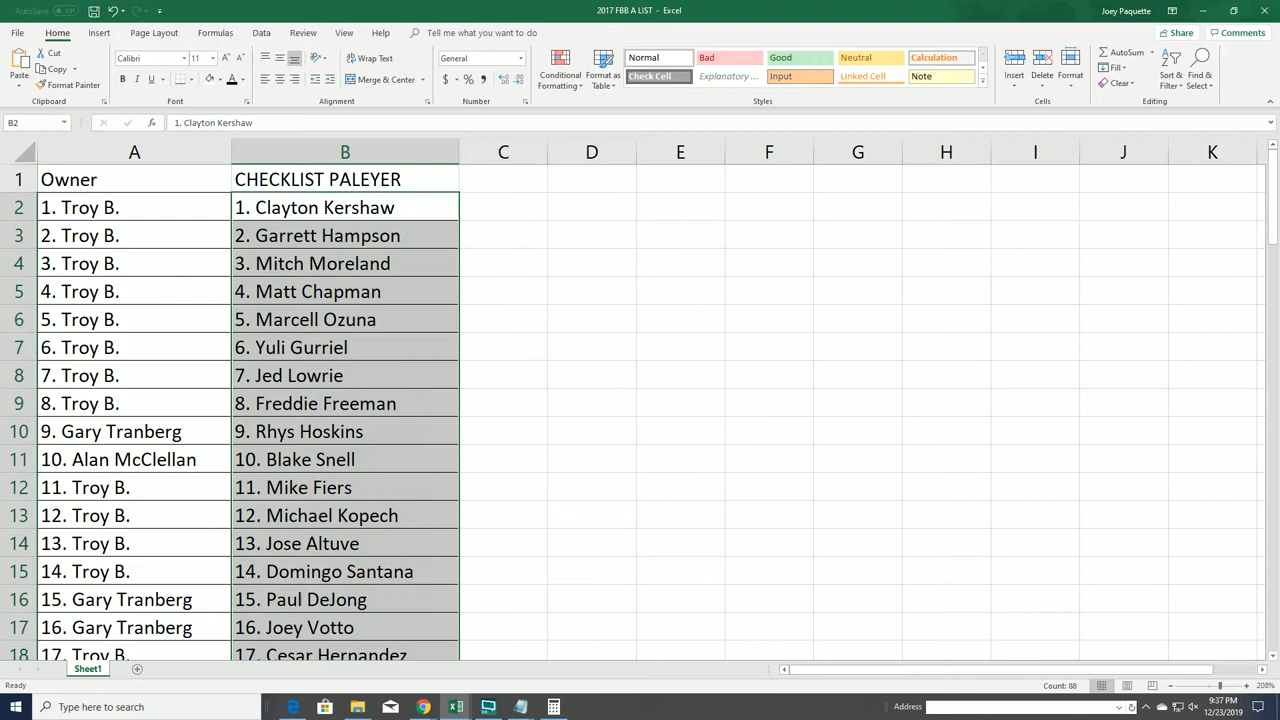 AutoSave Off
2017 FBB A LIST - Excel
Joey Paquette
File Home Insert Page Layout Formulas Data Review View Help Tell me what you want to do
Share Comments
Paste
Cut
Copy
Format Painter
Clipboard
Calibri 11
B I U
Font
Wrap Text
Merge & Center
Alignment
General
$ % 9
Number
Conditional Formatting
Format as Table
Normal Bad Good Neutral Calculation
Check Cell Explanatory ... Input Linked Cell Note
Styles
Insert Delete Format
Cells
AutoSum
Fill
Clear
Sort & Filter
Find & Select
Editing
B2
fx 1. Clayton Kershaw
A B C D E F G H I J K
1 Owner CHECKLIST PALEYER
2 1. Troy B. 1. Clayton Kershaw
3 2. Troy B. 2. Garrett Hampson
4 3. Troy B. 3. Mitch Moreland
5 4. Troy B. 4. Matt Chapman
6 5. Troy B. 5. Marcell Ozuna
7 6. Troy B. 6. Yuli Gurriel
8 7. Troy B. 7. Jed Lowrie
9 8. Troy B. 8. Freddie Freeman
10 9. Gary Tranberg 9. Rhys Hoskins
11 10. Alan McClellan 10. Blake Snell
12 11. Troy B. 11. Mike Fiers
13 12. Troy B. 12. Michael Kopech
14 13. Troy B. 13. Jose Altuve
15 14. Troy B. 14. Domingo Santana
16 15. Gary Tranberg 15. Paul DeJong
17 16. Gary Tranberg 16. Joey Votto
18 17. Troy B. 17. Cesar Hernandez
Sheet1
Ready
Count: 88
208%
Type here to search
Address
9:37 PM
12/23/2019